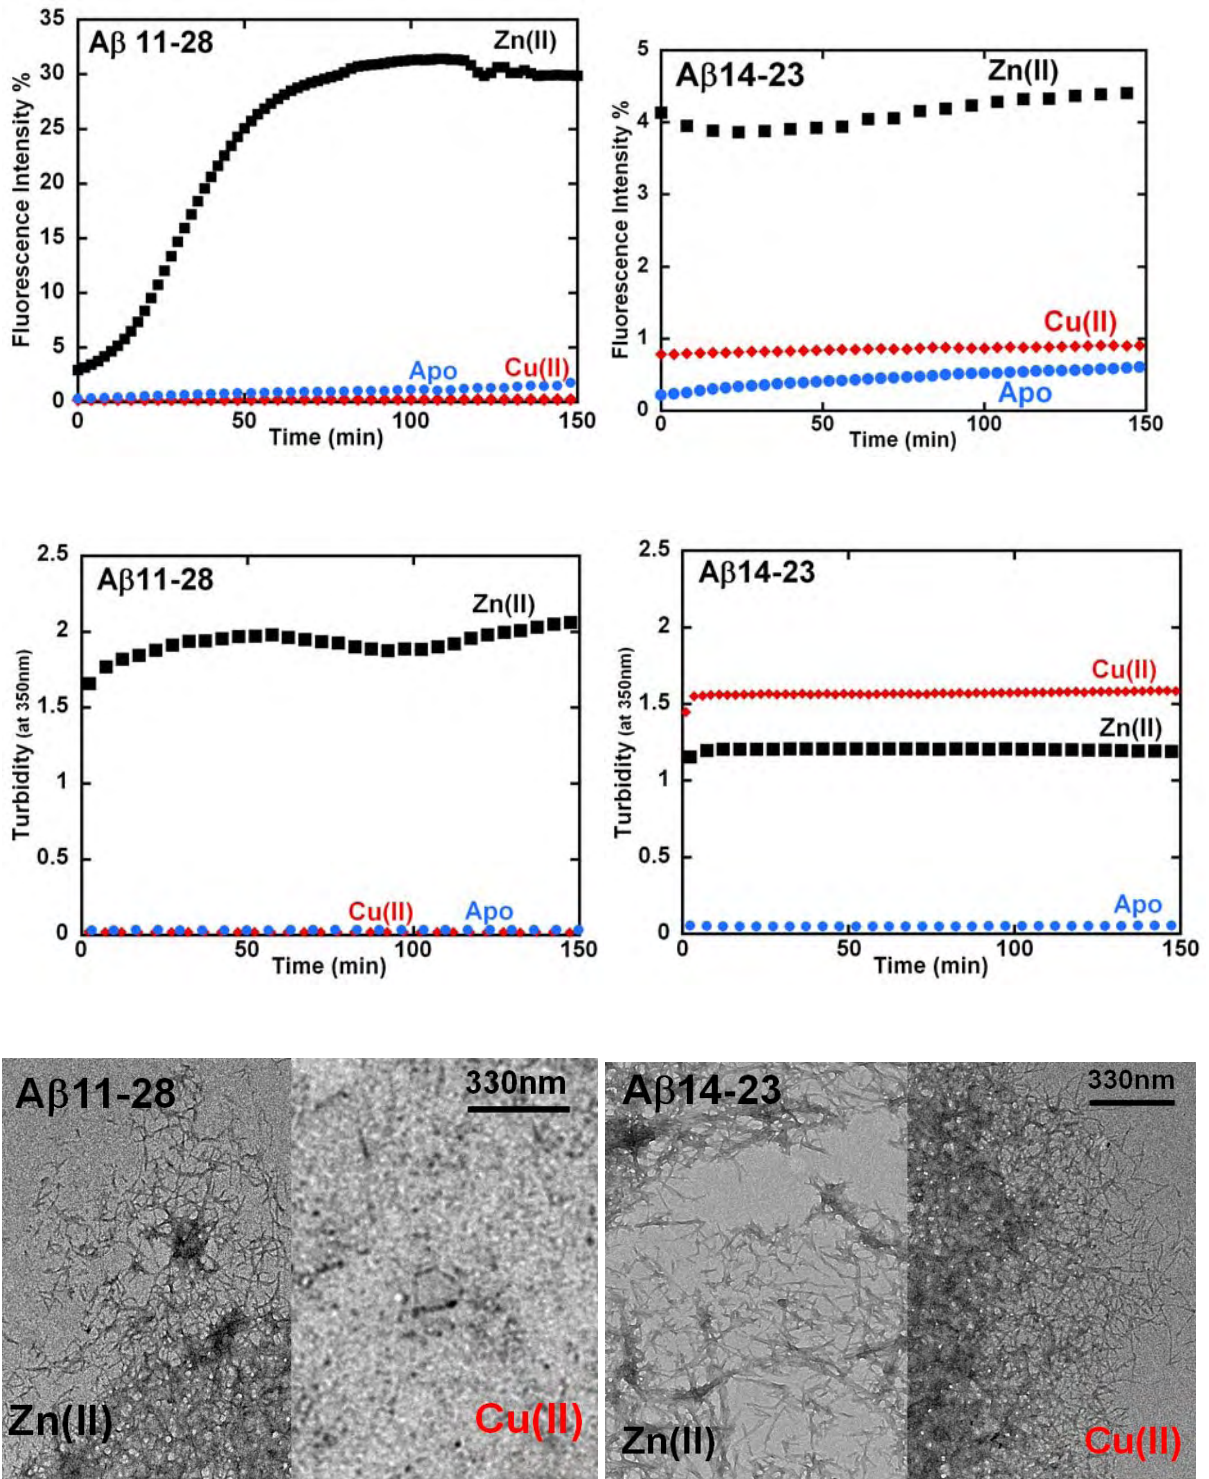 Aβ 11-28
Zn(II)
Apo
Cu(II)
Fluorescence Intensity %
35
30
25
20
15
10
5
0
0
50
100
150
Time (min)
Aβ14-23
Zn(II)
Cu(II)
Apo
Fluorescence Intensity %
5
4
3
2
1
0
0
50
100
150
Time (min)
Aβ11-28
Zn(II)
Cu(II)
Apo
Turbidity (at 350nm)
2.5
2
1.5
1
0.5
0
0
50
100
150
Time (min)
Aβ14-23
Cu(II)
Zn(II)
Apo
Turbidity (at 350nm)
2.5
2
1.5
1
0.5
0
0
50
100
150
Time (min)
Aβ11-28
330nm
Zn(II)
Cu(II)
Aβ14-23
330nm
Zn(II)
Cu(II)